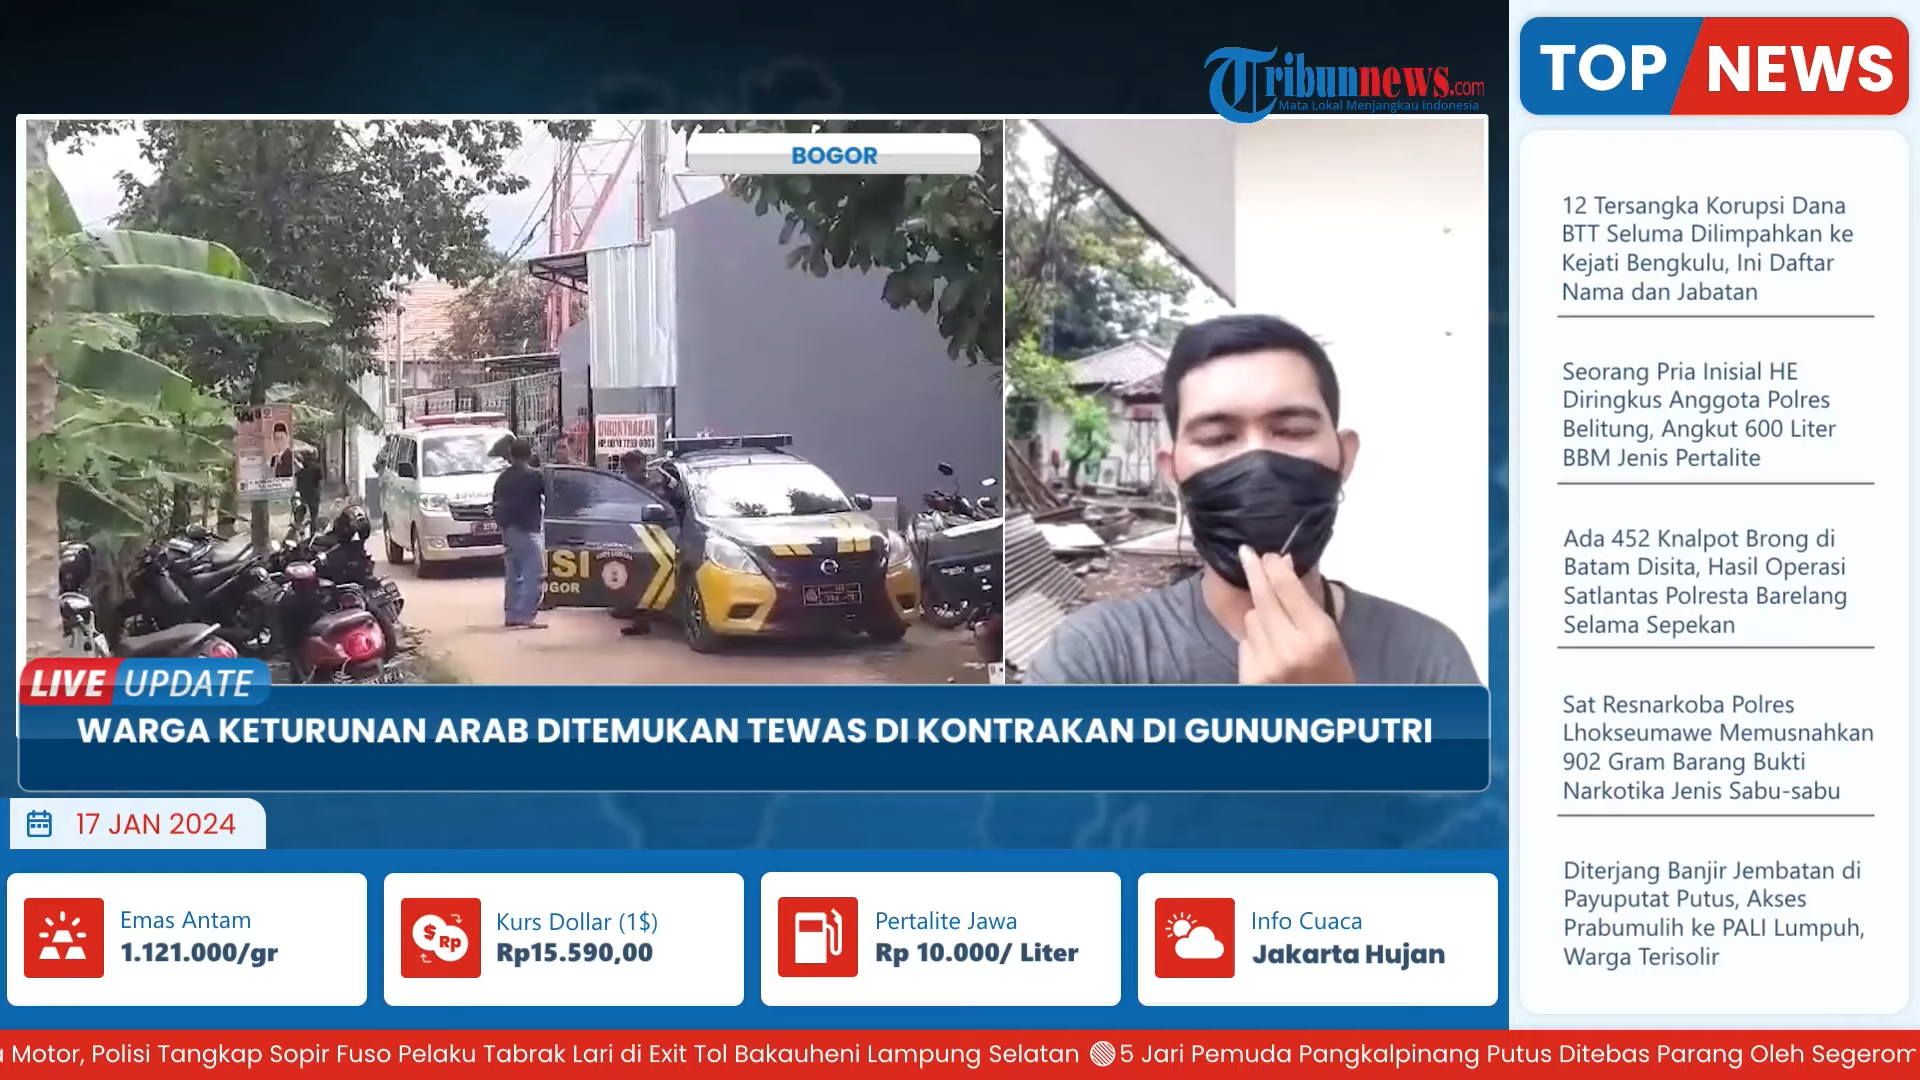 Tribunnews.com
Mata Lokal Menjangkau Indonesia
TOP NEWS
BOGOR
DIKONTRAKAN
ISI
OGOR
LIVE UPDATE
WARGA KETURUNAN ARAB DITEMUKAN TEWAS DI KONTRAKAN DI GUNUNGPUTRI
17 JAN 2024
Emas Antam
1.121.000/gr
Kurs Dollar (1$)
Rp15.590,00
Pertalite Jawa
Rp 10.000/ Liter
Info Cuaca
Jakarta Hujan
12 Tersangka Korupsi Dana
BTT Seluma Dilimpahkan ke
Kejati Bengkulu, Ini Daftar
Nama dan Jabatan
Seorang Pria Inisial HE
Diringkus Anggota Polres
Belitung, Angkut 600 Liter
BBM Jenis Pertalite
Ada 452 Knalpot Brong di
Batam Disita, Hasil Operasi
Satlantas Polresta Barelang
Selama Sepekan
Sat Resnarkoba Polres
Lhokseumawe Memusnahkan
902 Gram Barang Bukti
Narkotika Jenis Sabu-sabu
Diterjang Banjir Jembatan di
Payuputat Putus, Akses
Prabumulih ke PALI Lumpuh,
Warga Terisolir
a Motor, Polisi Tangkap Sopir Fuso Pelaku Tabrak Lari di Exit Tol Bakauheni Lampung Selatan 5 Jari Pemuda Pangkalpinang Putus Ditebas Parang Oleh Segerom